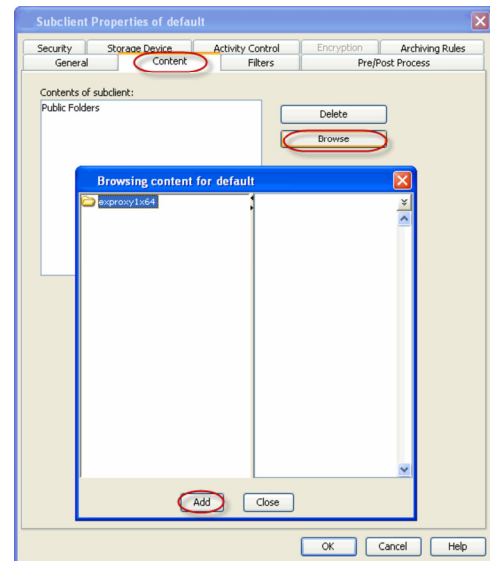 Subclient Properties of default
Security Storage Device Activity Control Encryption Archiving Rules
General Content Filters Pre/Post Process
Contents of subclient:
Public Folders
Delete
Browse
Browsing content for default
exproxy1x64
Add Close
OK Cancel Help